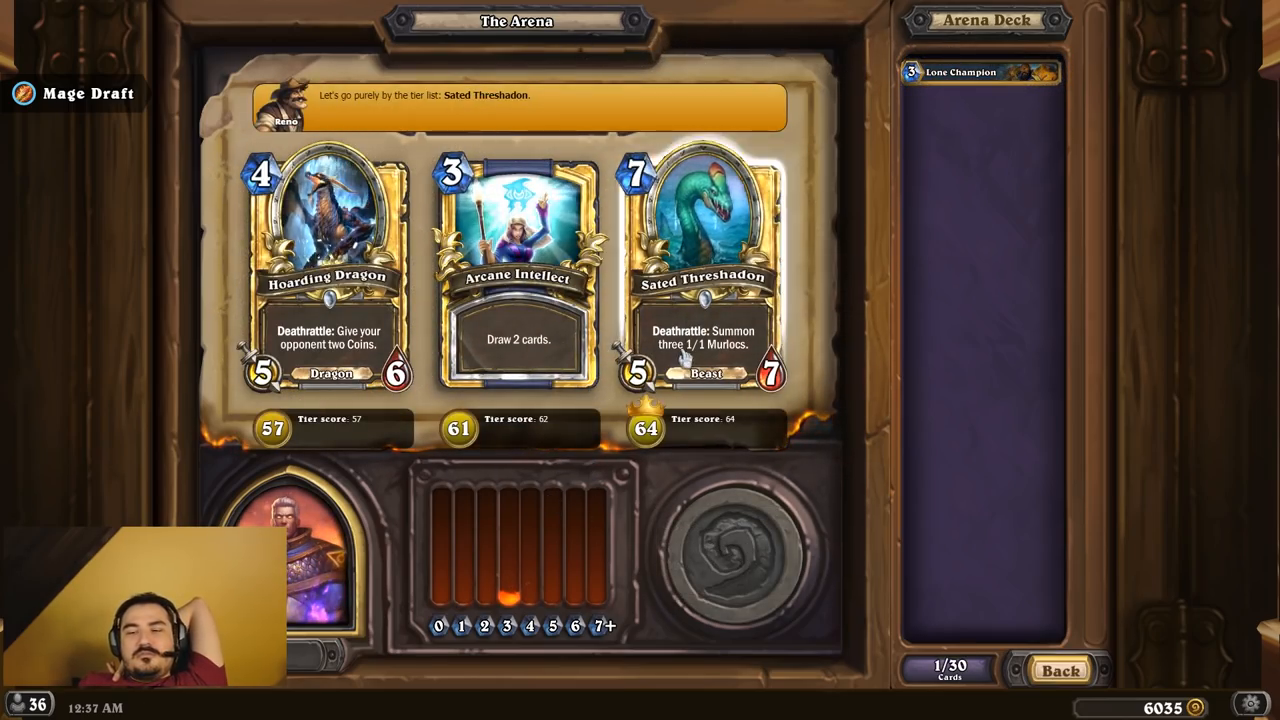 The Arena
Arena Deck
3 Lone Champion
Mage Draft
Let's go purely by the tier list: Sated Threshadon.
Reno
4
3
7
Hoarding Dragon
Arcane Intellect
Sated Threshadon
Deathrattle: Give your
opponent two Coins.
Draw 2 cards.
Deathrattle: Summon
three 1/1 Murlocs.
5 Dragon 6
5 Beast 7
57 Tier score: 57
61 Tier score: 62
64 Tier score: 64
0 1 2 3 4 5 6 7+
1/30
Cards
Back
36
12:37 AM
6035